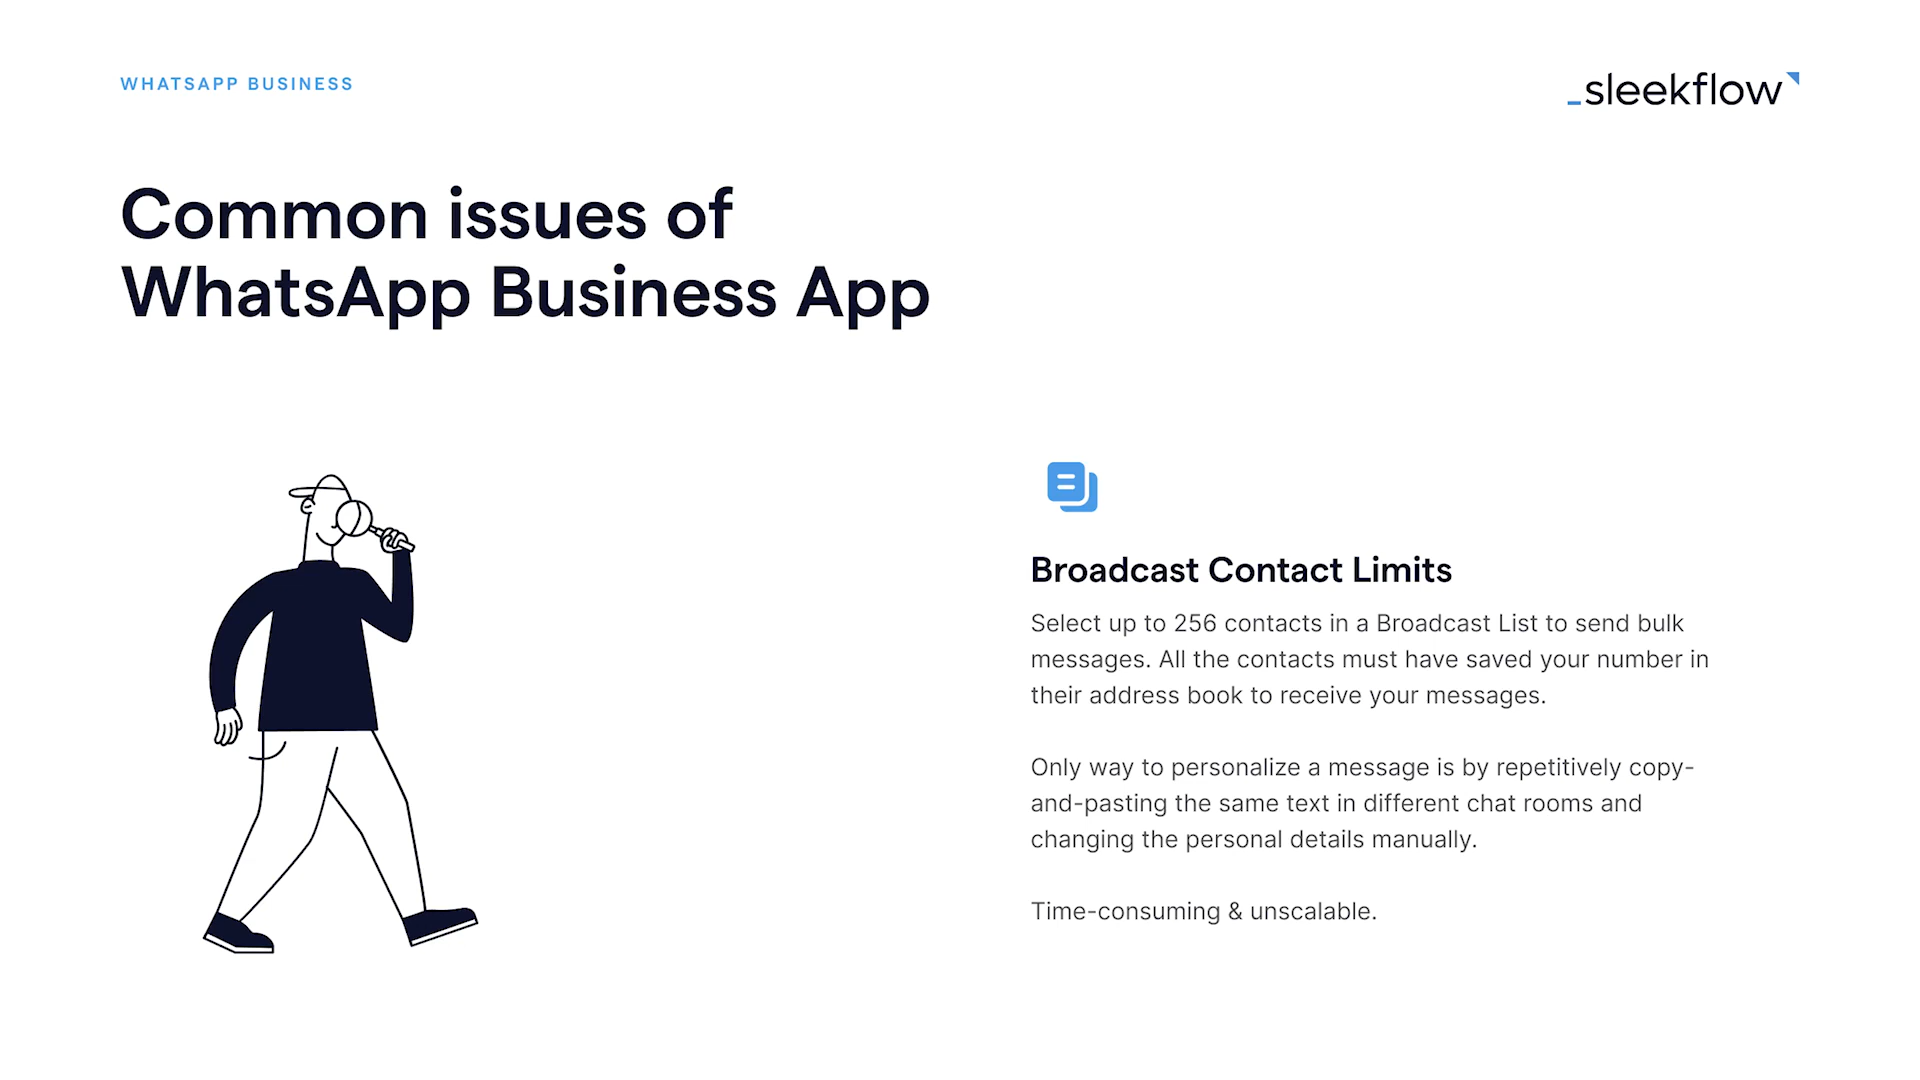 WHATSAPP BUSINESS
_sleekflow
Common issues of
WhatsApp Business App
Broadcast Contact Limits
Select up to 256 contacts in a Broadcast List to send bulk
messages. All the contacts must have saved your number in
their address book to receive your messages.
Only way to personalize a message is by repetitively copy-
and-pasting the same text in different chat rooms and
changing the personal details manually.
Time-consuming & unscalable.